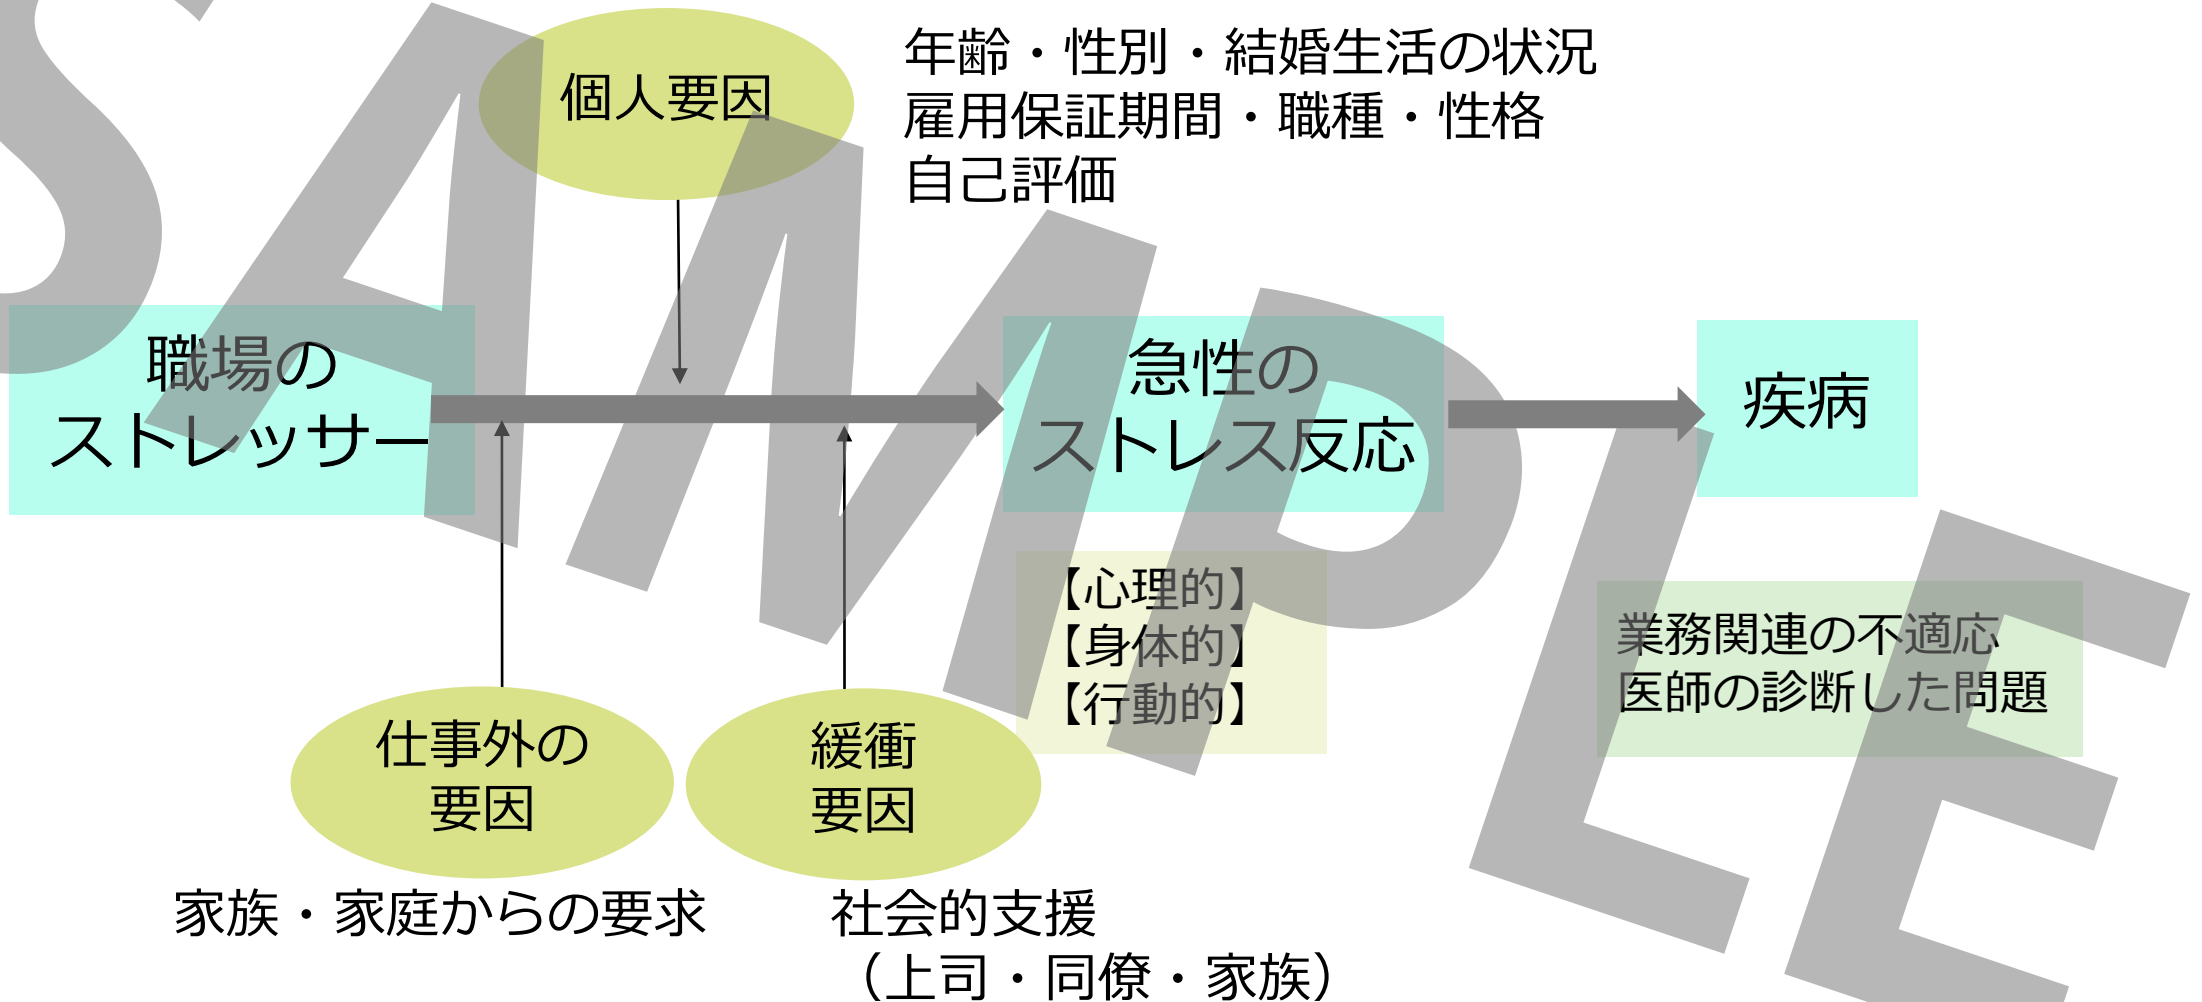 個人要因
年齢・性別・結婚生活の状況
雇用保証期間・職種・性格
自己評価
職場の
ストレッサー
急性の
ストレス反応
疾病
【心理的】
【身体的】
【行動的】
業務関連の不適応
医師の診断した問題
仕事外の
要因
緩衝
要因
家族・家庭からの要求
社会的支援
（上司・同僚・家族）
SAMPLE